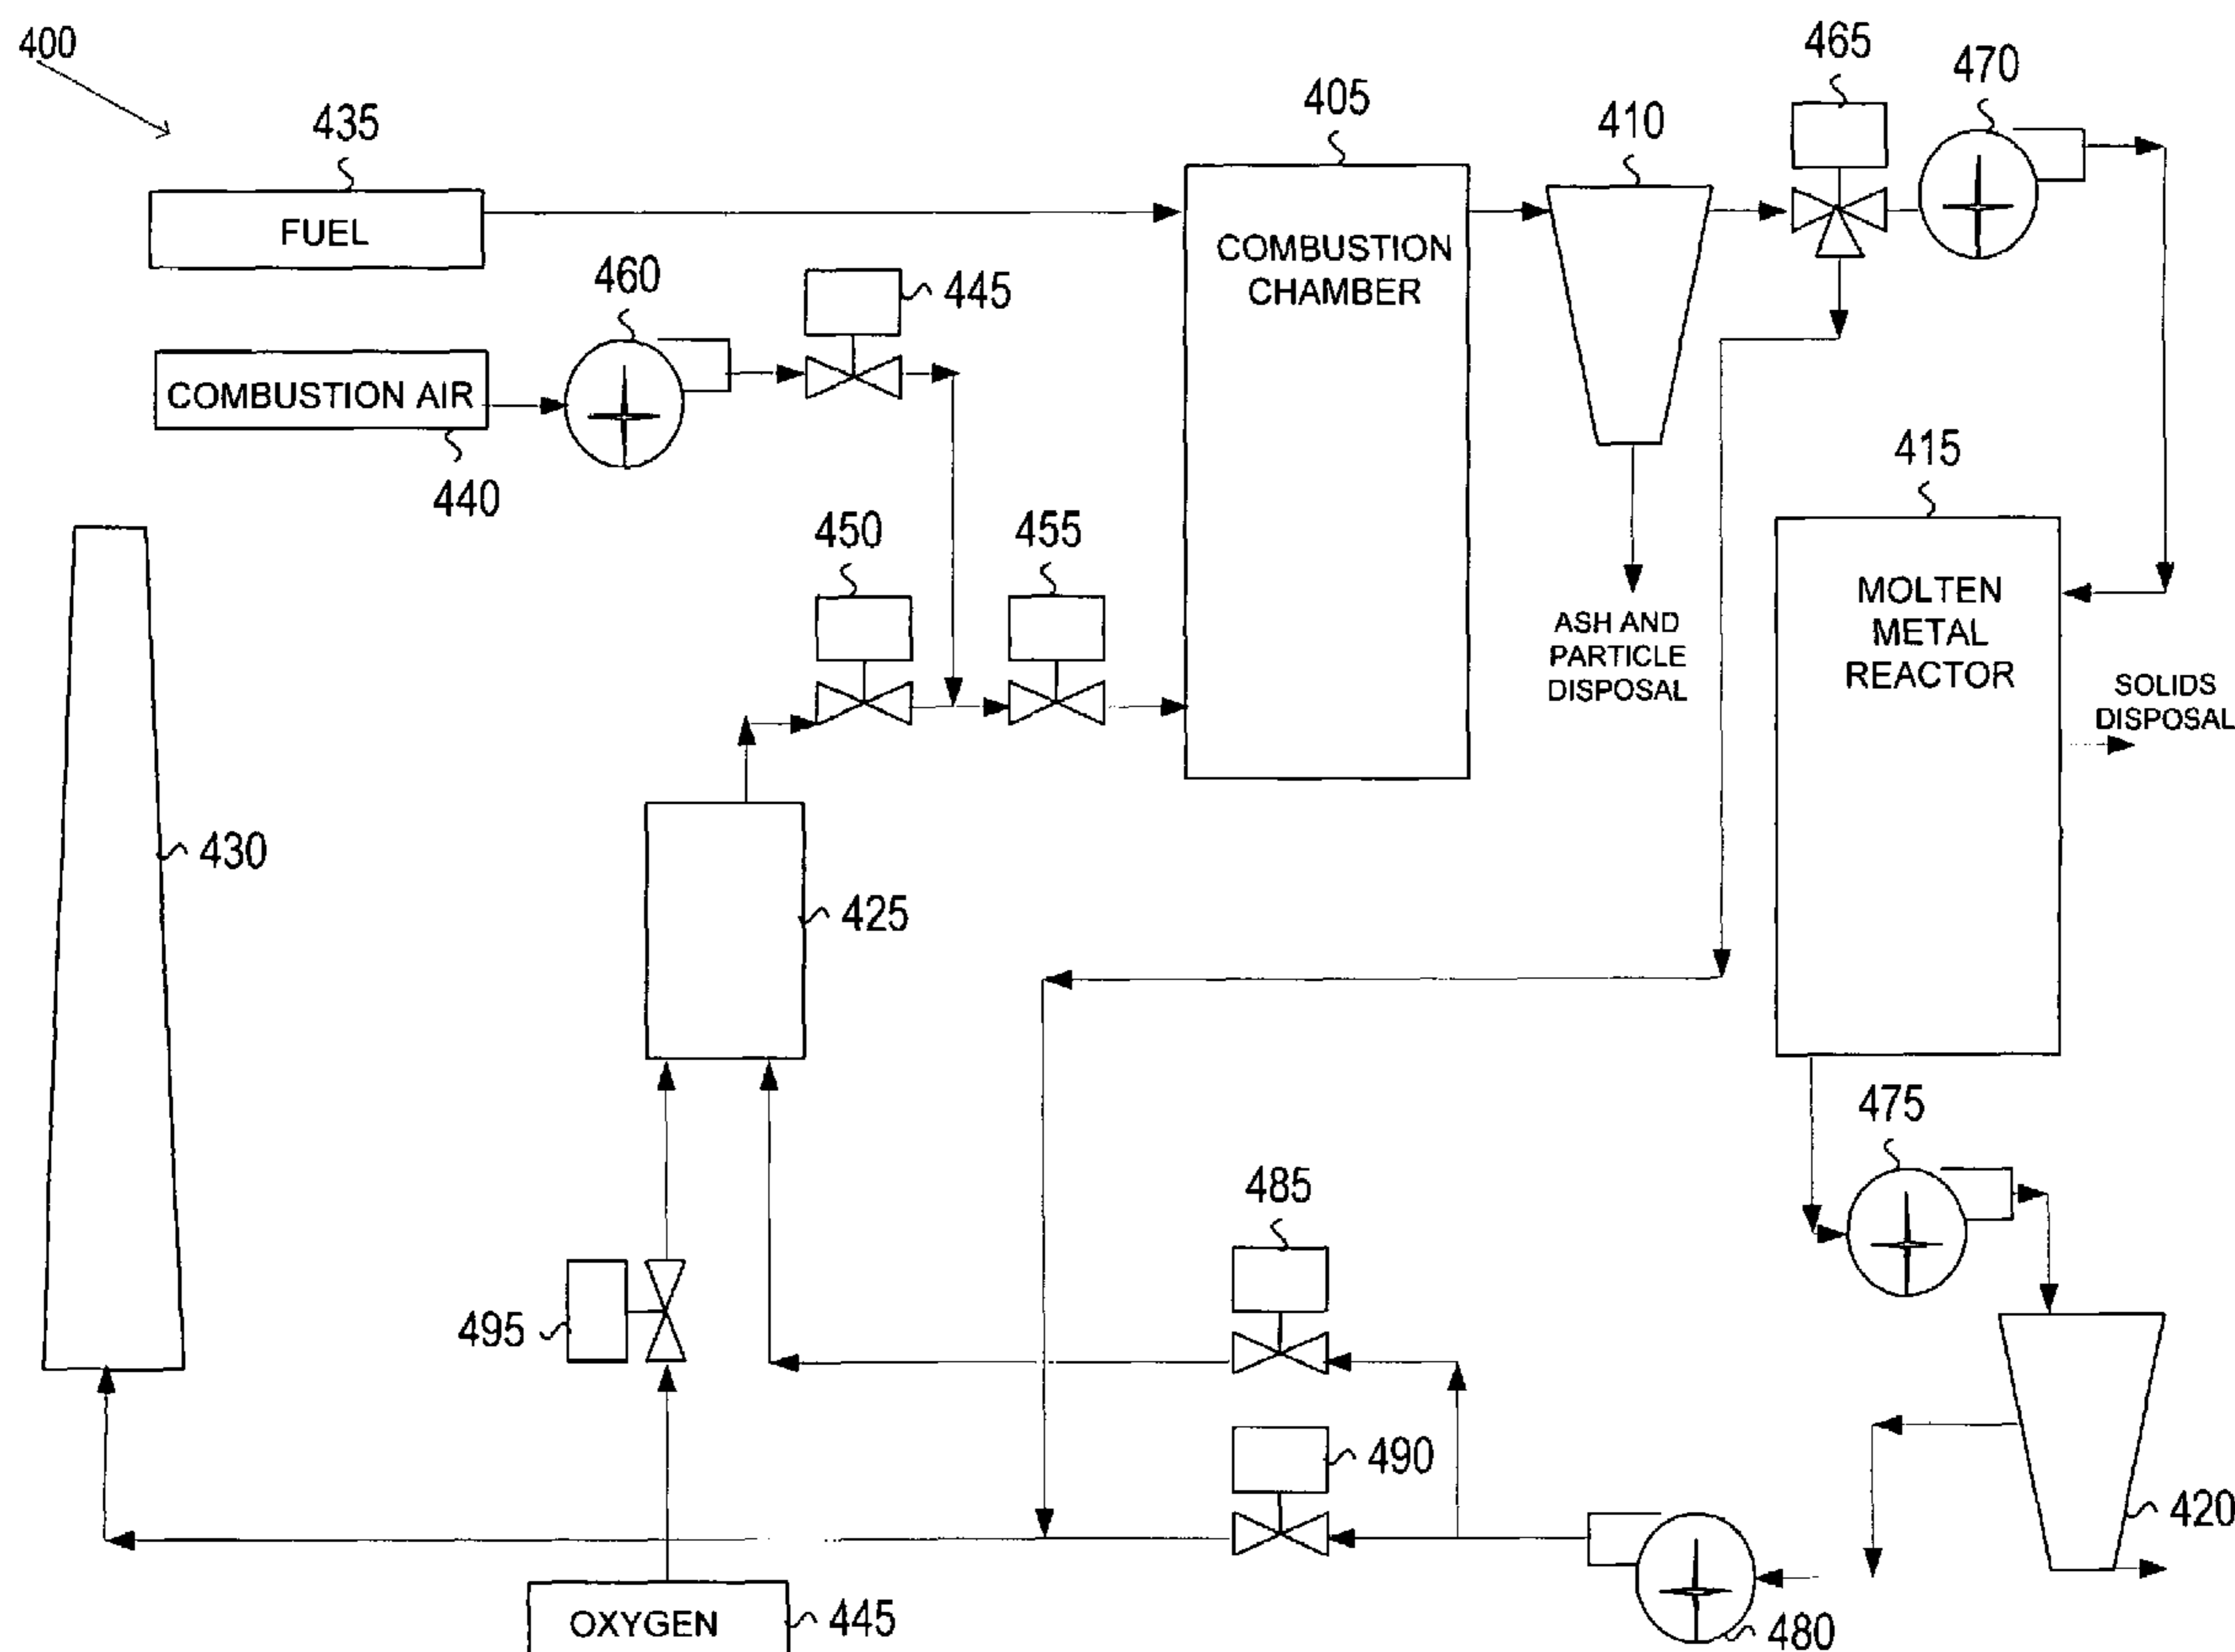 400
435
FUEL
460
445
COMBUSTION AIR
440
405
COMBUSTION
CHAMBER
410
465
470
450
455
ASH AND
PARTICLE
DISPOSAL
415
MOLTEN
METAL
REACTOR
SOLIDS
DISPOSAL
430
425
475
485
495
490
420
OXYGEN
445
480